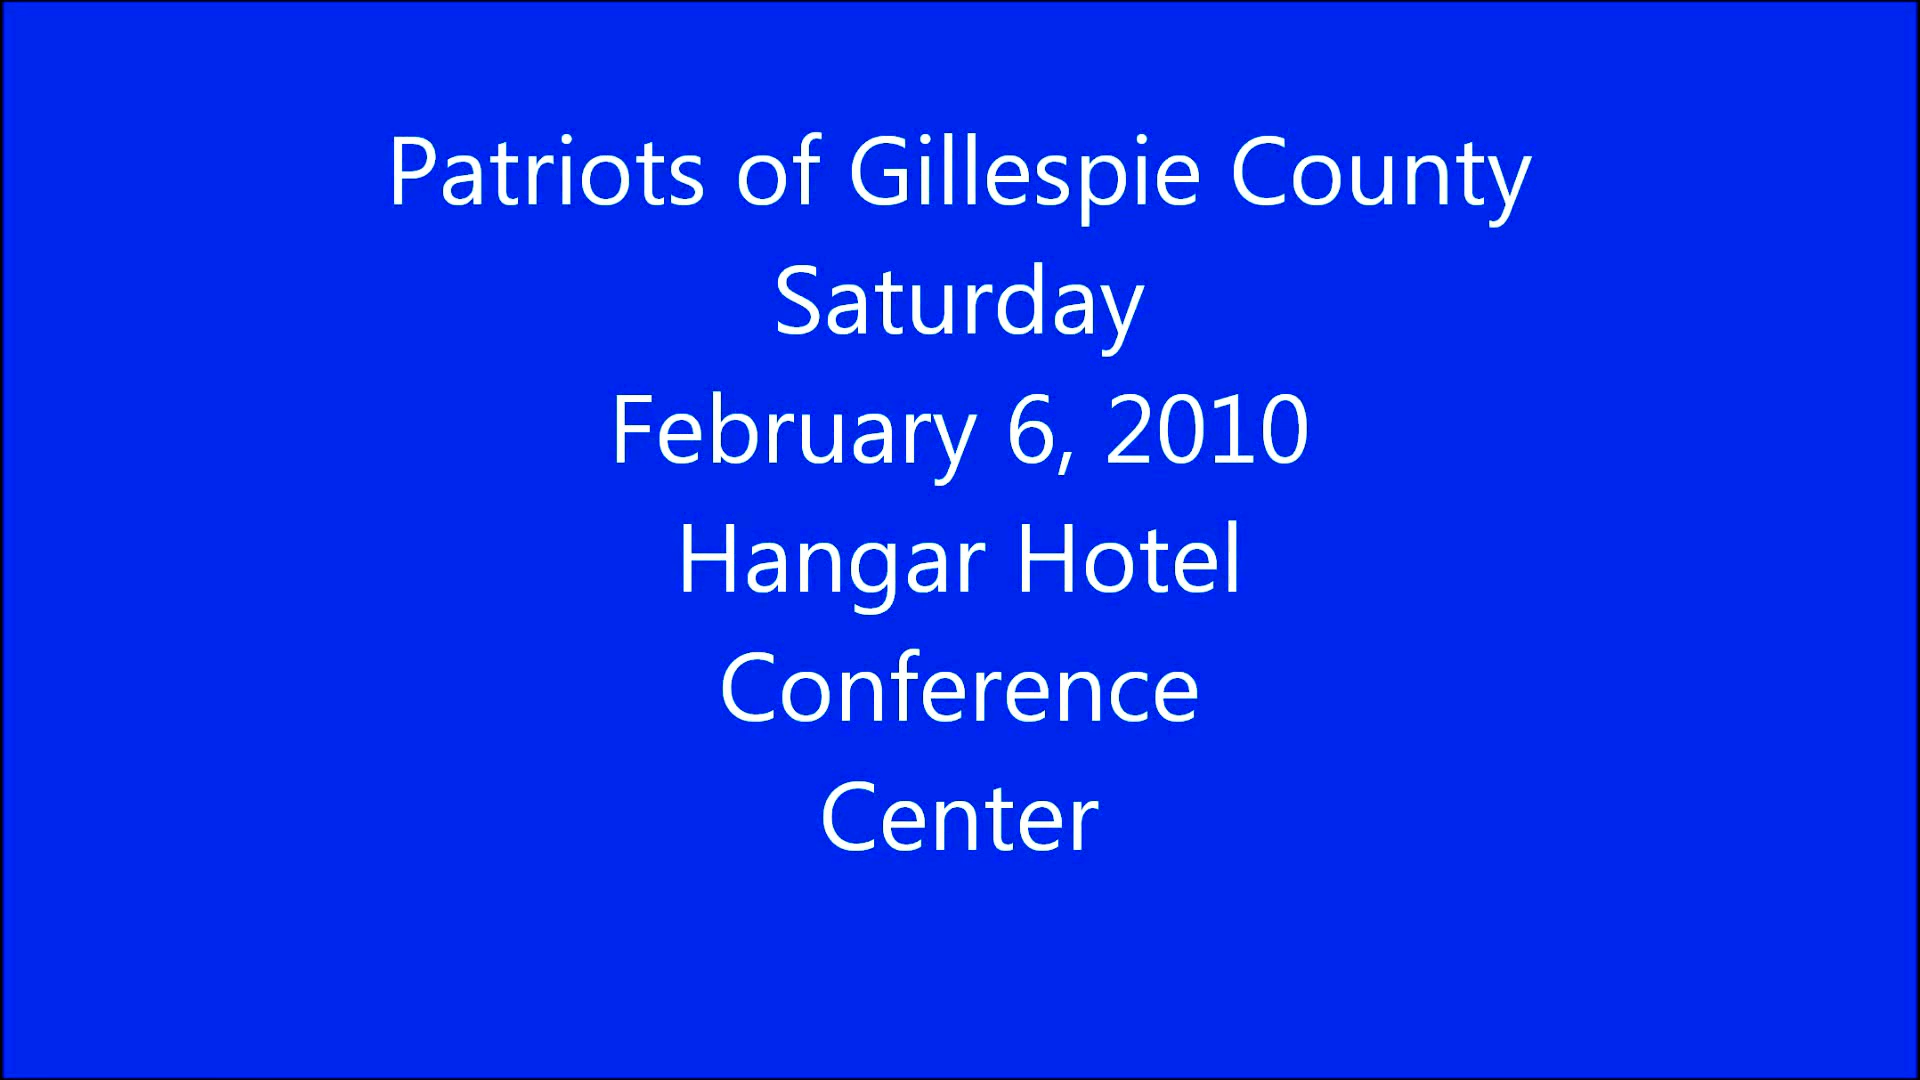 Patriots of Gillespie County
Saturday
February 6, 2010
Hangar Hotel
Conference
Center